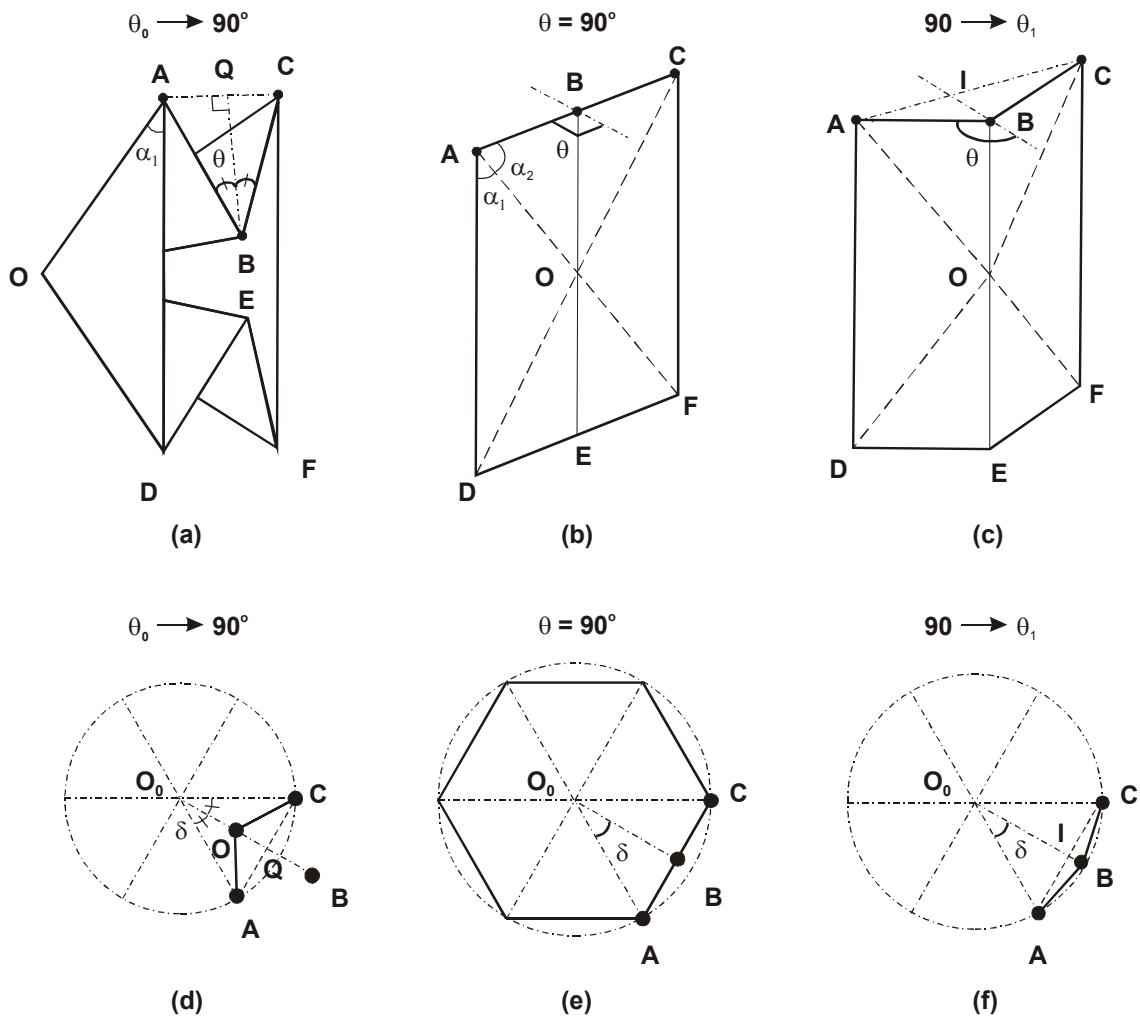 θ₀ → 90° θ = 90° 90 → θ₁
A Q C
α₁ θ
O B
E
D F
C
B
A θ
α₂
α₁
O
F
E
D
C
I
A B
θ
O
F
D E
(a) (b) (c)
θ₀ → 90° θ = 90° 90 → θ₁
O₀ C
δ O
Q B
A
O₀ C
δ
B
A
O₀ C
I
δ B
A
(d) (e) (f)